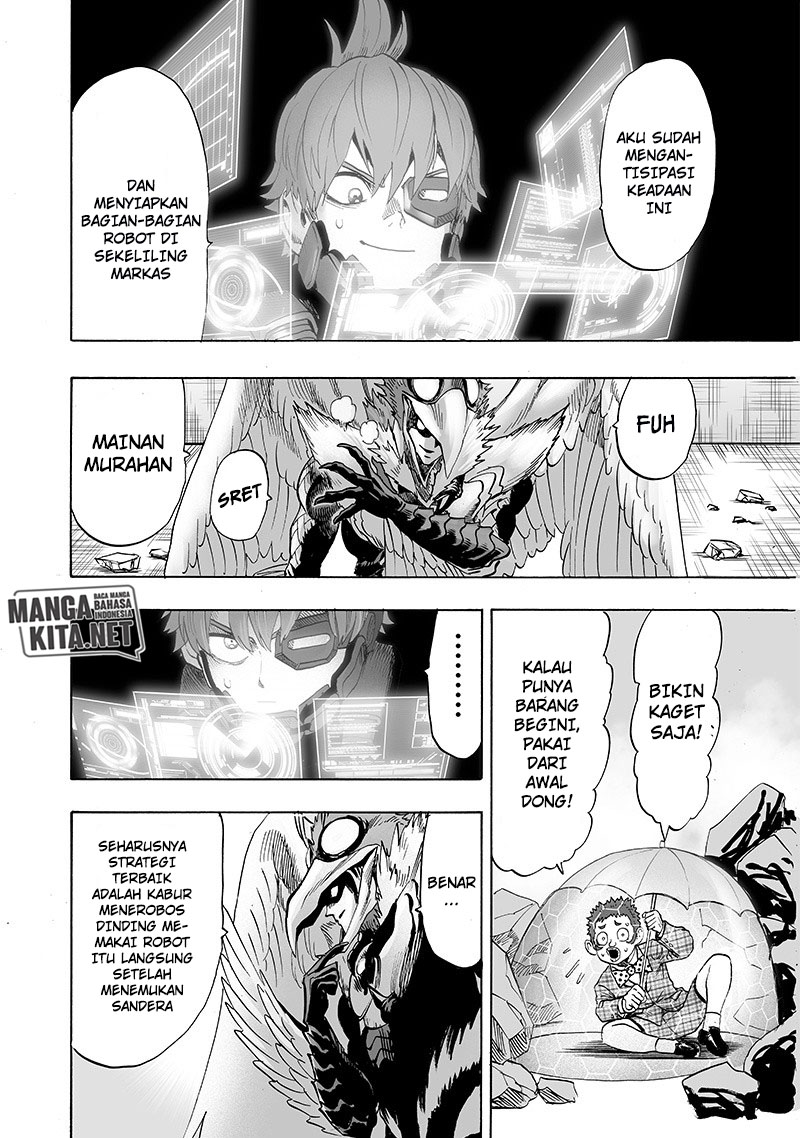 AKU SUDAH
MENGAN-
TISIPASI
KEADAAN
INI
DAN
MENYIAPKAN
BAGIAN-BAGIAN
ROBOT DI
SEKELILING
MARKAS
FUH
SRET
MAINAN
MURAHAN
BIKIN
KAGET
SAJA!
KALAU
PUNYA
BARANG
BEGINI,
PAKAI
DARI
AWAL
DONG!
........
MANGA
KITA.NET
BACA MANGA
BAHASA
INDONESIA
BENAR
...
SEHARUSNYA
STRATEGI
TERBAIK
ADALAH KABUR
MENEROBOS
DINDING ME-
MAKAI ROBOT
ITU LANGSUNG
SETELAH
MENEMUKAN
SANDERA